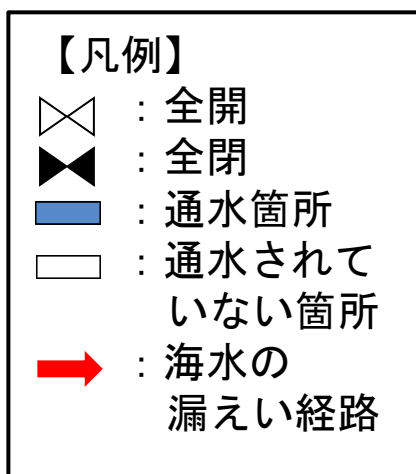 【凡例】
：全開
：全閉
：通水箇所
：通水されて
いない箇所
：海水の
漏えい経路